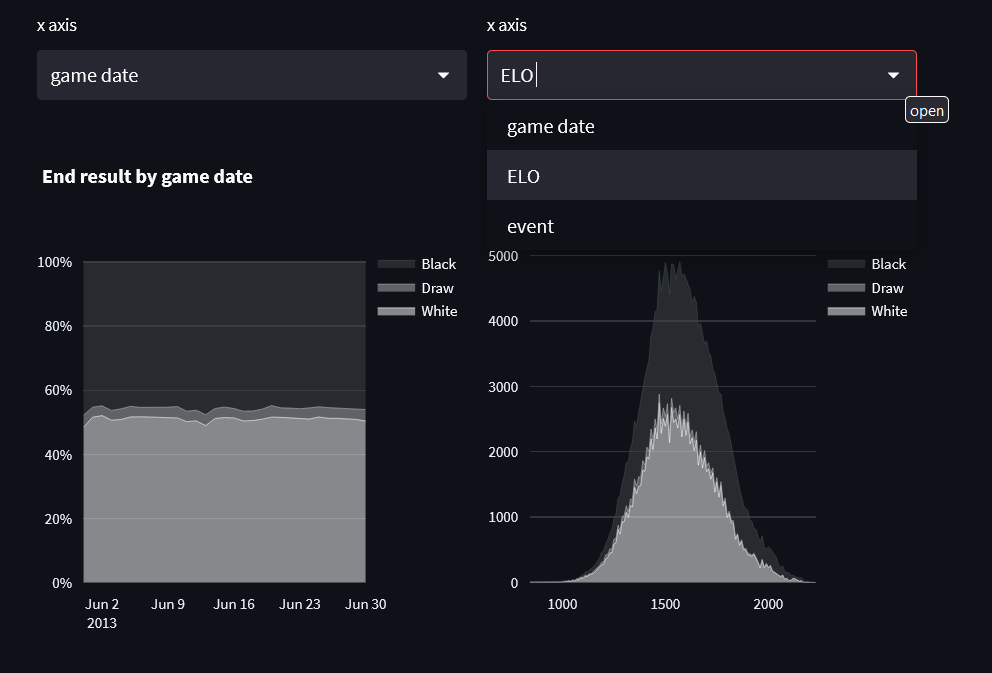 x axis
game date
x axis
ELO
open
game date
ELO
event
End result by game date
100%
80%
60%
40%
20%
0%
Jun 2
2013
Jun 9
Jun 16
Jun 23
Jun 30
Black
Draw
White
5000
4000
3000
2000
1000
0
1000
1500
2000
Black
Draw
White